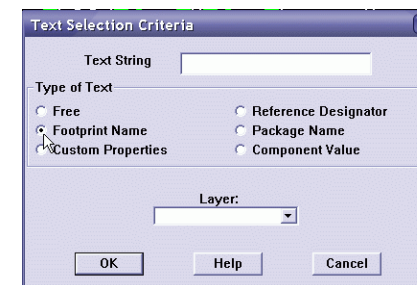 Text Selection Criteria
Text String
Type of Text
Free
Reference Designator
Footprint Name
Package Name
Custom Properties
Component Value
Layer:
OK
Help
Cancel